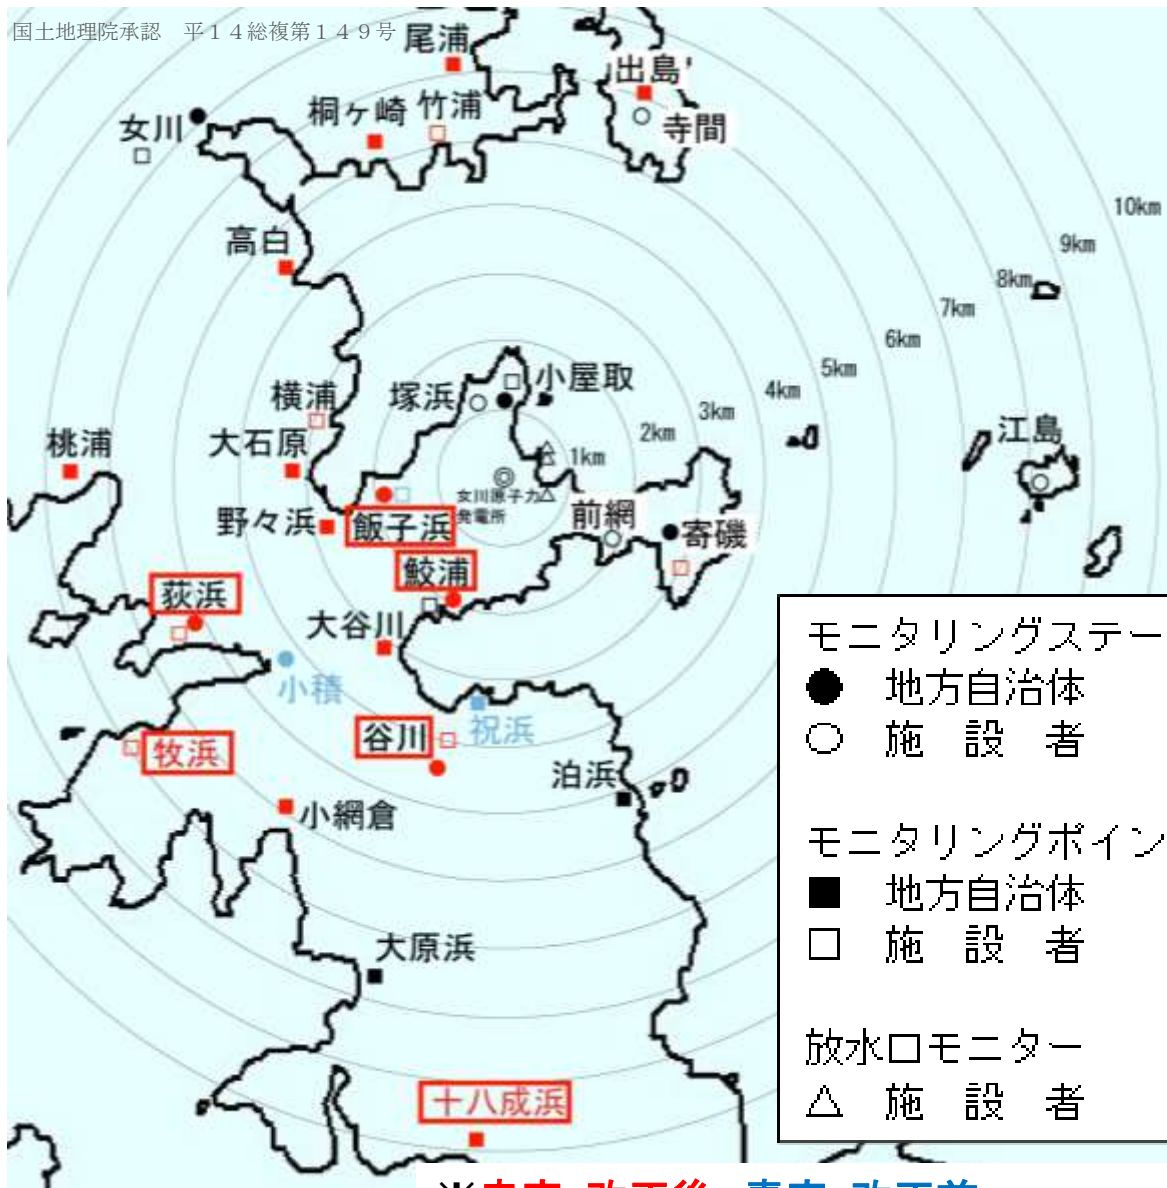 国土地理院承認　平１４総複第１４９号
尾浦
出島
桐ヶ崎
竹浦
女川
寺間
10km
高白
9km
8km
7km
6km
5km
小屋取
塚浜
4km
横浦
3km
大石原
2km
江島
桃浦
1km
女川原子力
発電所
前網
野々浜
飯子浜
寄磯
鮫浦
荻浜
大谷川
小積
祝浜
谷川
牧浜
泊浜
小網倉
大原浜
十八成浜
モニタリングステー
● 地方自治体
○ 施　設　者
モニタリングポイン
■ 地方自治体
□ 施　設　者
放水口モニター
△ 施　設　者